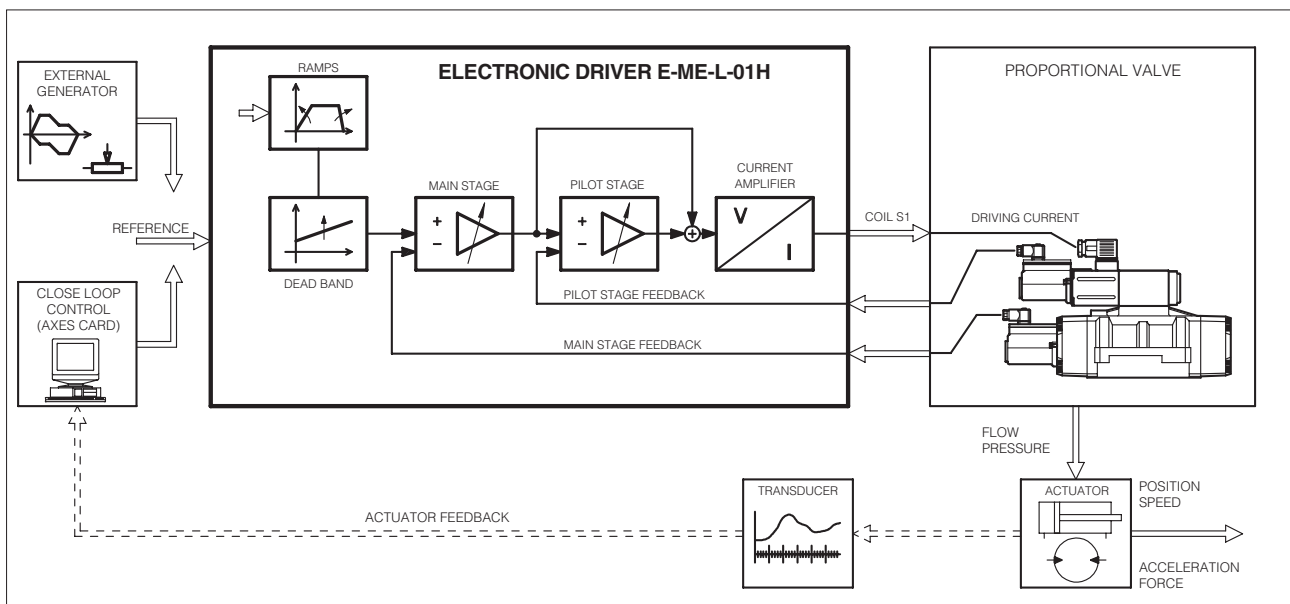 EXTERNAL
GENERATOR
REFERENCE
CLOSE LOOP
CONTROL
(AXES CARD)
ELECTRONIC DRIVER E-ME-L-01H
RAMPS
DEAD BAND
MAIN STAGE
+
−
PILOT STAGE
+
−
+
CURRENT
AMPLIFIER
V
I
PILOT STAGE FEEDBACK
MAIN STAGE FEEDBACK
COIL S1
PROPORTIONAL VALVE
DRIVING CURRENT
FLOW
PRESSURE
ACTUATOR
POSITION
SPEED
ACCELERATION
FORCE
TRANSDUCER
ACTUATOR FEEDBACK